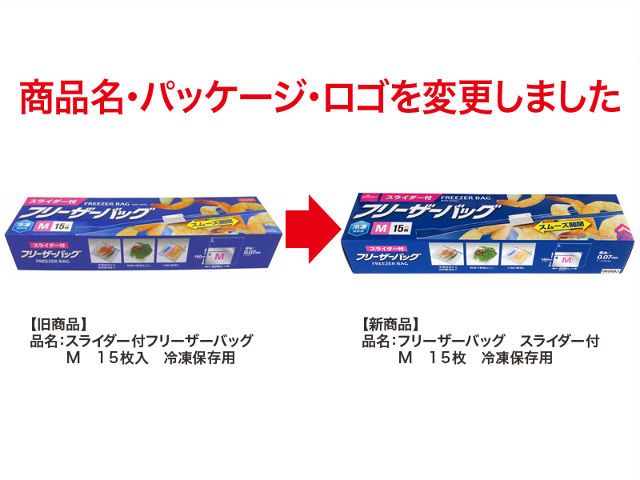 商品名・パッケージ・ロゴを変更しました
スライダー付
FREEZER BAG
フリーザーバッグ
冷凍
M 15枚
スムーズ開閉
スライダー付
フリーザーバッグ
FREEZER BAG
M
0.07mm
スライダー付
FREEZER BAG
フリーザーバッグ
冷凍
M 15枚
スムーズ開閉
スライダー付
フリーザーバッグ
FREEZER BAG
M
0.07mm
【旧商品】
品名：スライダー付フリーザーバッグ
M　15枚入　冷凍保存用
【新商品】
品名：フリーザーバッグ　スライダー付
M　15枚　冷凍保存用